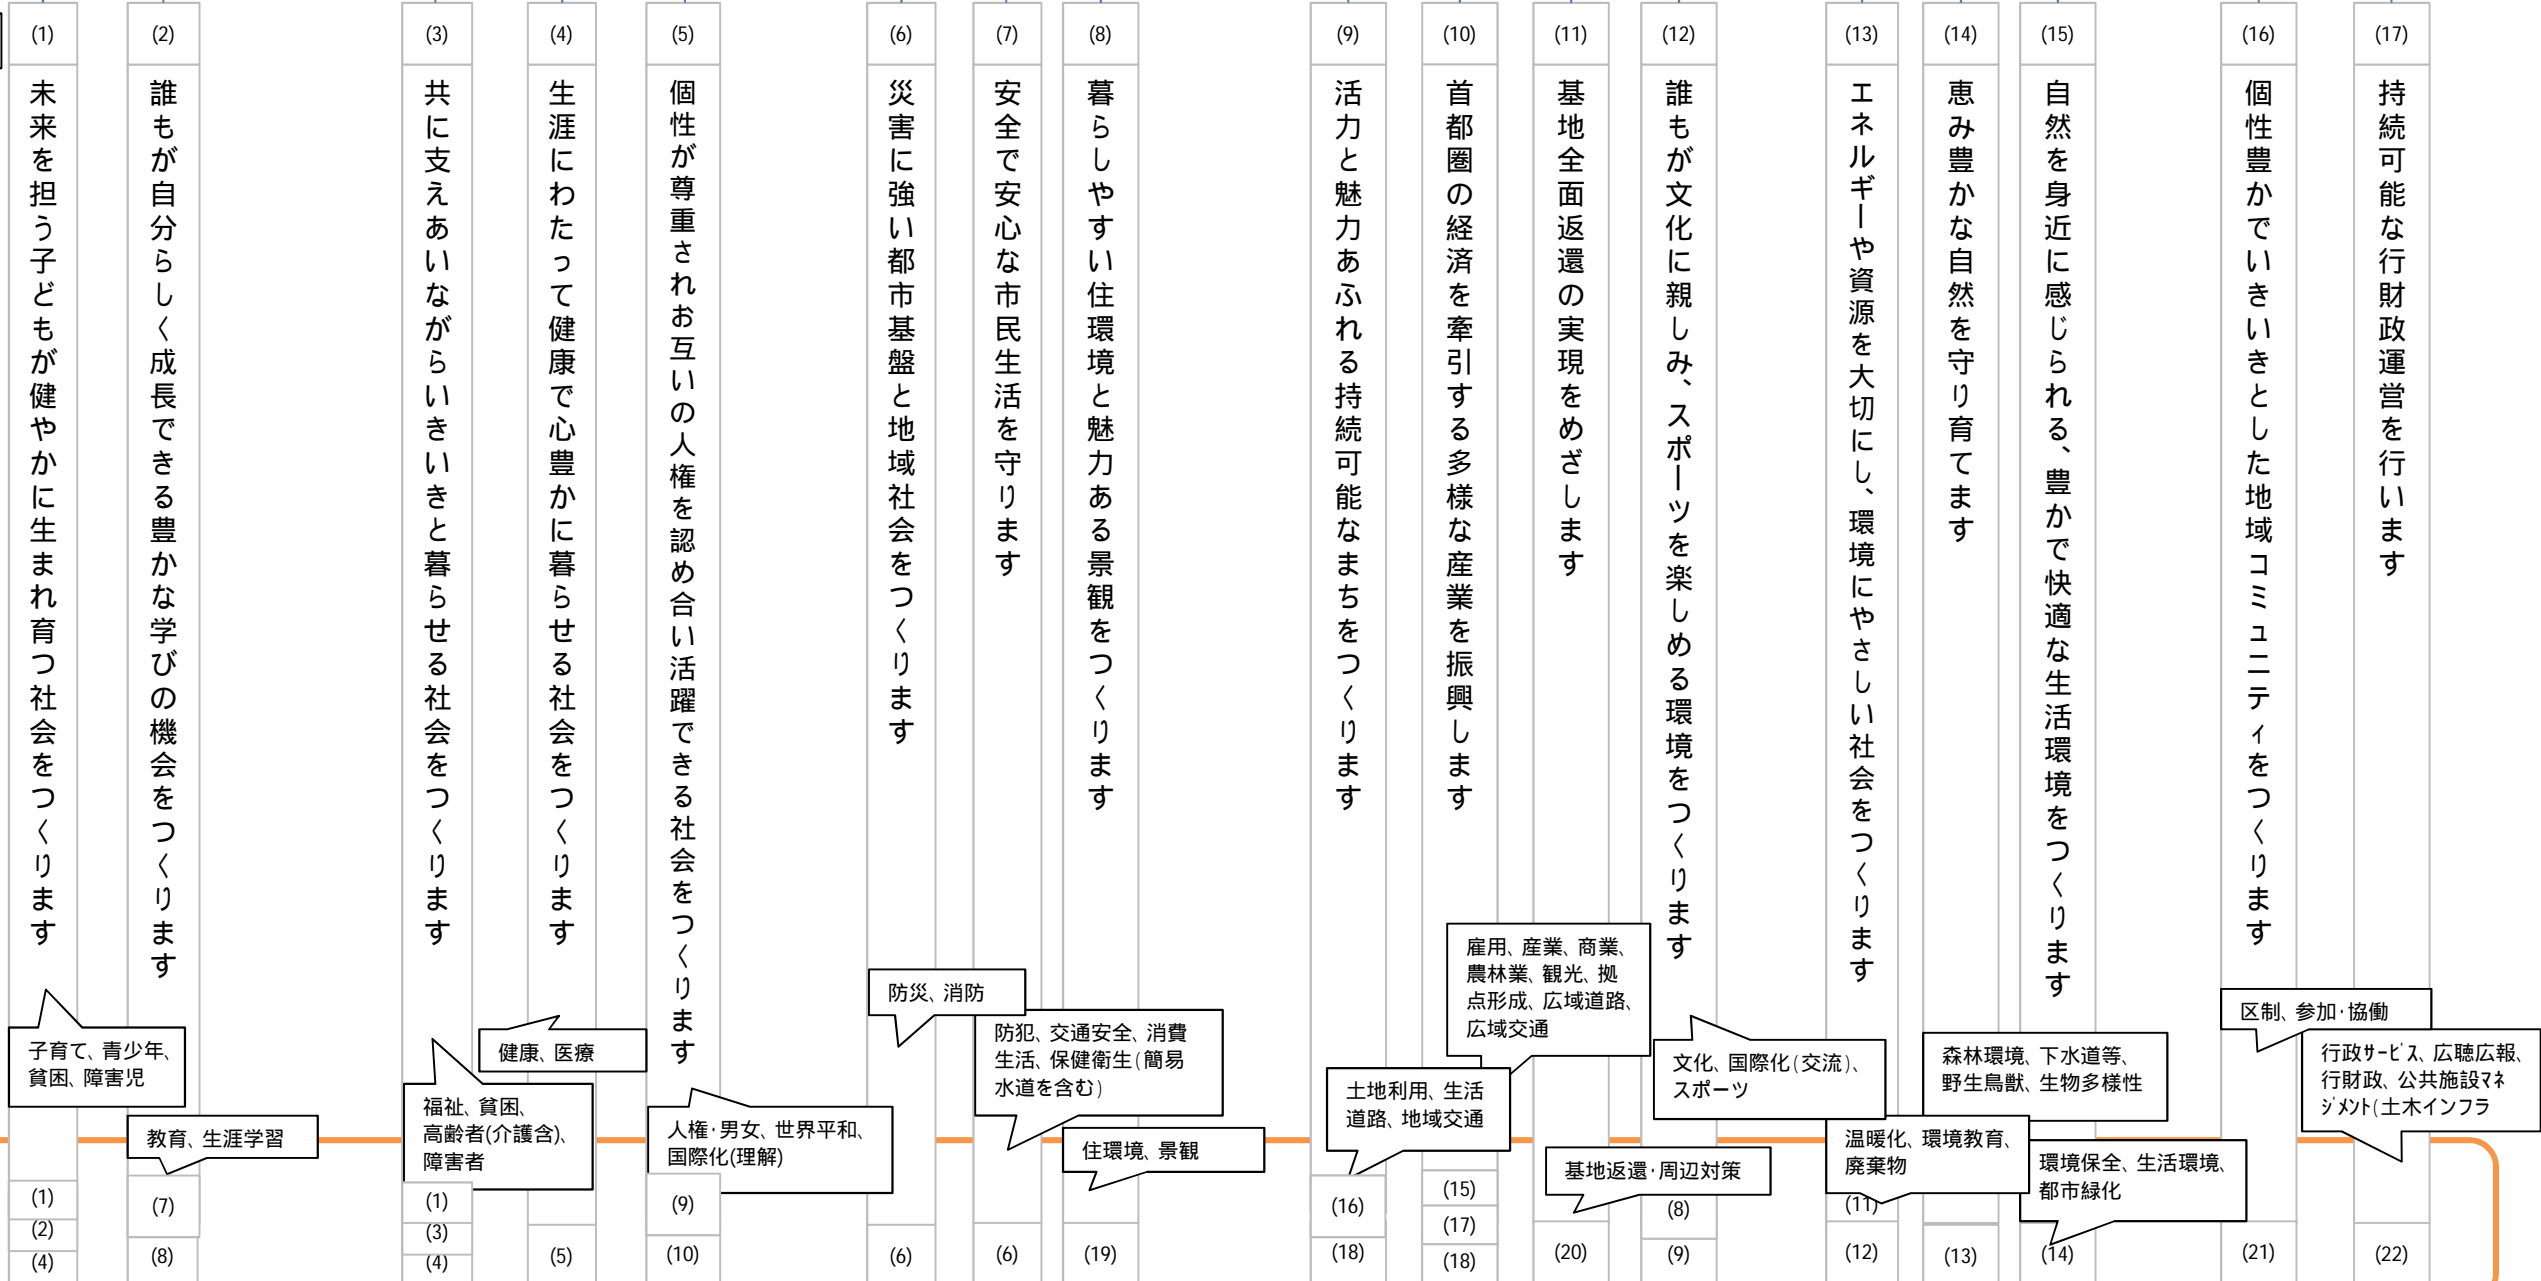 (1)
未来を担う子どもが健やかに生まれ育つ社会をつくります
子育て、青少年、
貧困、障害児
(1)
(2)
(4)
(2)
誰もが自分らしく成長できる豊かな学びの機会をつくります
教育、生涯学習
(7)
(8)
(3)
共に支えあいながらいきいきと暮らせる社会をつくります
福祉、貧困、
高齢者(介護含)、
障害者
(1)
(3)
(4)
(4)
生涯にわたって健康で心豊かに暮らせる社会をつくります
健康、医療
(5)
(5)
個性が尊重されお互いの人権を認め合い活躍できる社会をつくります
人権・男女、世界平和、
国際化(理解)
(9)
(10)
(6)
災害に強い都市基盤と地域社会をつくります
防災、消防
(6)
(7)
安全で安心な市民生活を守ります
防犯、交通安全、消費
生活、保健衛生(簡易
水道を含む)
(6)
(8)
暮らしやすい住環境と魅力ある景観をつくります
住環境、景観
(19)
(9)
活力と魅力あふれる持続可能なまちをつくります
土地利用、生活
道路、地域交通
(16)
(18)
(10)
首都圏の経済を牽引する多様な産業を振興します
雇用、産業、商業、
農林業、観光、拠
点形成、広域道路、
広域交通
(15)
(17)
(18)
(11)
基地全面返還の実現をめざします
基地返還・周辺対策
(20)
(12)
誰もが文化に親しみ、スポーツを楽しめる環境をつくります
文化、国際化(交流)、
スポーツ
(8)
(9)
(13)
エネルギーや資源を大切にし、環境にやさしい社会をつくります
温暖化、環境教育、
廃棄物
(11)
(12)
(14)
恵み豊かな自然を守り育てます
森林環境、下水道等、
野生鳥獣、生物多様性
(13)
(15)
自然を身近に感じられる、豊かで快適な生活環境をつくります
環境保全、生活環境、
都市緑化
(14)
(16)
個性豊かでいきいきとした地域コミュニティをつくります
区制、参加・協働
(21)
(17)
持続可能な行財政運営を行います
行政ｻｰﾋﾞｽ、広聴広報、
行財政、公共施設ﾏﾈ
ｼﾞﾒﾝﾄ(土木インフラ
(22)